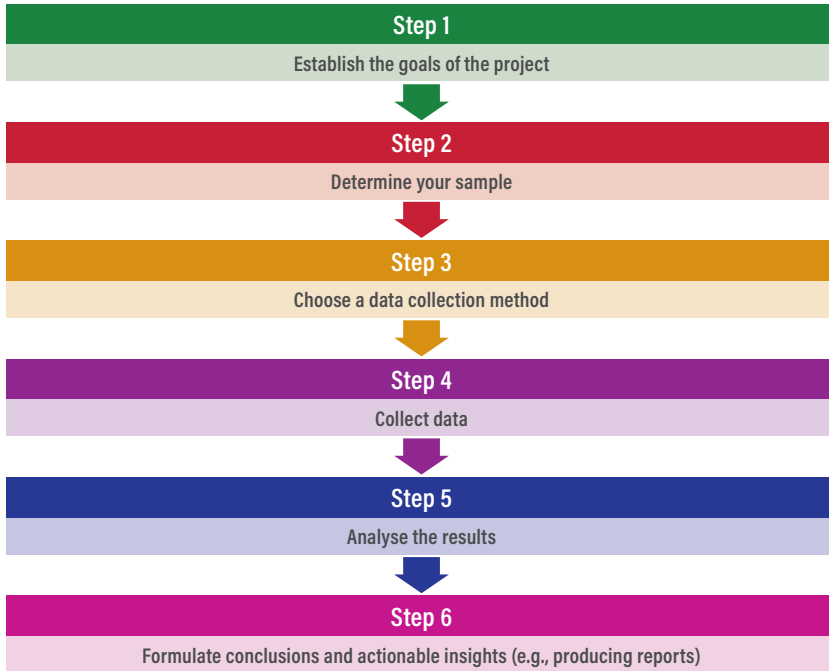 Step 1
Establish the goals of the project
Step 2
Determine your sample
Step 3
Choose a data collection method
Step 4
Collect data
Step 5
Analyse the results
Step 6
Formulate conclusions and actionable insights (e.g., producing reports)